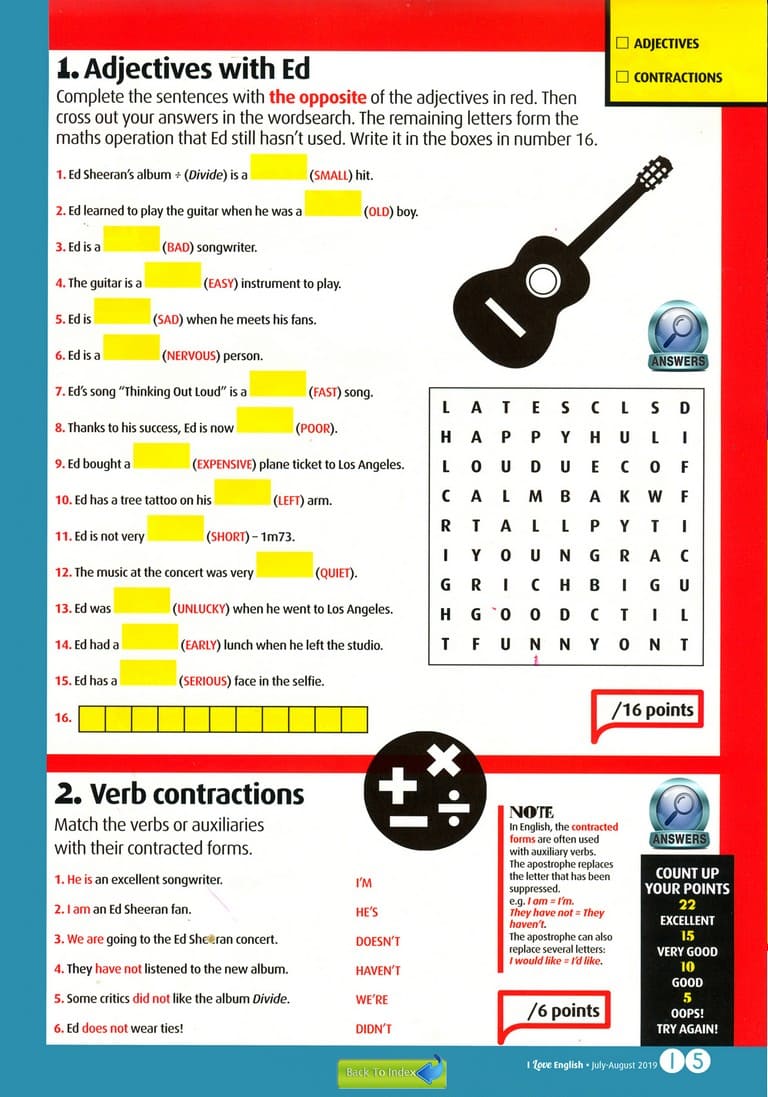 ☐ ADJECTIVES
☐ CONTRACTIONS
1. Adjectives with Ed
Complete the sentences with the opposite of the adjectives in red. Then
cross out your answers in the wordsearch. The remaining letters form the
maths operation that Ed still hasn't used. Write it in the boxes in number 16.
1. Ed Sheeran's album ÷ (Divide) is a (SMALL) hit.
2. Ed learned to play the guitar when he was a (OLD) boy.
3. Ed is a (BAD) songwriter.
4. The guitar is a (EASY) instrument to play.
5. Ed is (SAD) when he meets his fans.
6. Ed is a (NERVOUS) person.
7. Ed's song "Thinking Out Loud" is a (FAST) song.
8. Thanks to his success, Ed is now (POOR).
9. Ed bought a (EXPENSIVE) plane ticket to Los Angeles.
10. Ed has a tree tattoo on his (LEFT) arm.
11. Ed is not very (SHORT) – 1m73.
12. The music at the concert was very (QUIET).
13. Ed was (UNLUCKY) when he went to Los Angeles.
14. Ed had a (EARLY) lunch when he left the studio.
15. Ed has a (SERIOUS) face in the selfie.
16.
ANSWERS
L A T E S C L S D
H A P P Y H U L I
L O U D U E C O F
C A L M B A K W F
R T A L L P Y T I
I Y O U N G R A C
G R I C H B I G U
H G O O D C T I L
T F U N N Y O N T
/16 points
2. Verb contractions
Match the verbs or auxiliaries
with their contracted forms.
1. He is an excellent songwriter.
2. I am an Ed Sheeran fan.
3. We are going to the Ed Sheeran concert.
4. They have not listened to the new album.
5. Some critics did not like the album Divide.
6. Ed does not wear ties!
I'M
HE'S
DOESN'T
HAVEN'T
WE'RE
DIDN'T
NOTE
In English, the contracted
forms are often used
with auxiliary verbs.
The apostrophe replaces
the letter that has been
suppressed.
e.g. I am = I'm.
They have not = They
haven't.
The apostrophe can also
replace several letters:
I would like = I'd like.
/6 points
ANSWERS
COUNT UP
YOUR POINTS
22
EXCELLENT
15
VERY GOOD
10
GOOD
5
OOPS!
TRY AGAIN!
Back To Index
I Love English • July-August 2019 15